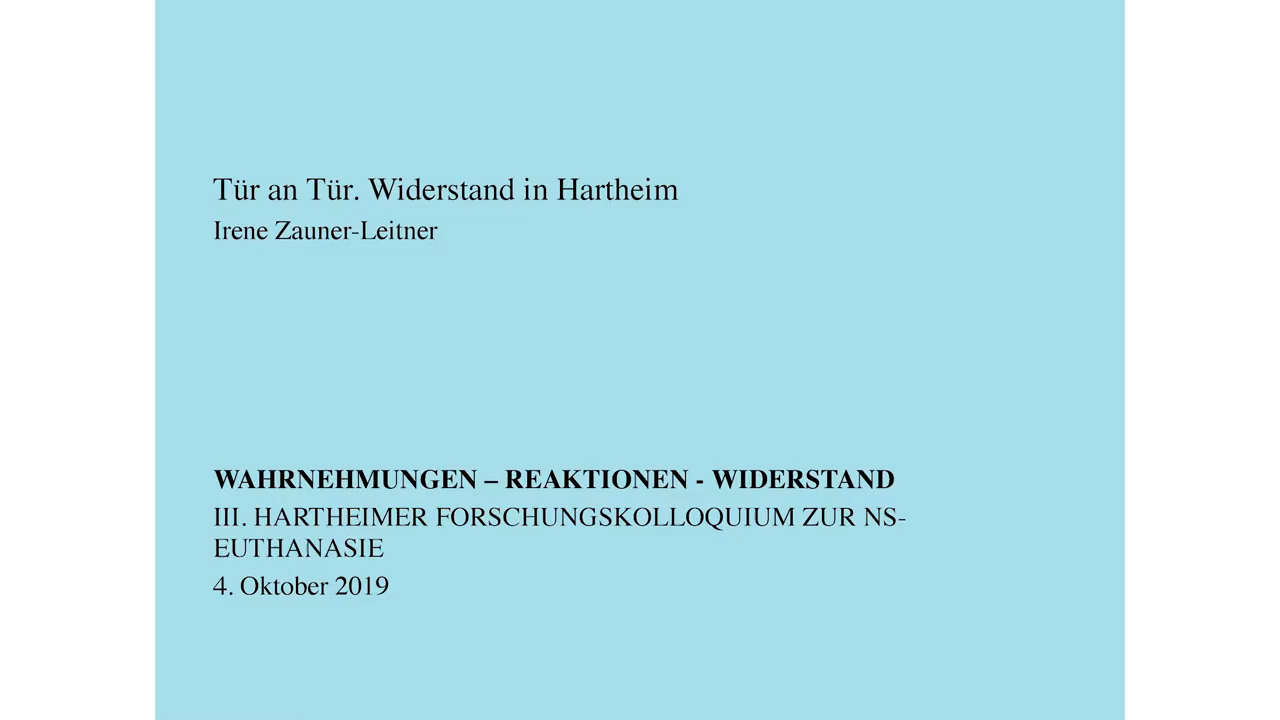 Tür an Tür. Widerstand in Hartheim
Irene Zauner-Leitner
WAHRNEHMUNGEN – REAKTIONEN - WIDERSTAND
III. HARTHEIMER FORSCHUNGSKOLLOQUIUM ZUR NS-
EUTHANASIE
4. Oktober 2019